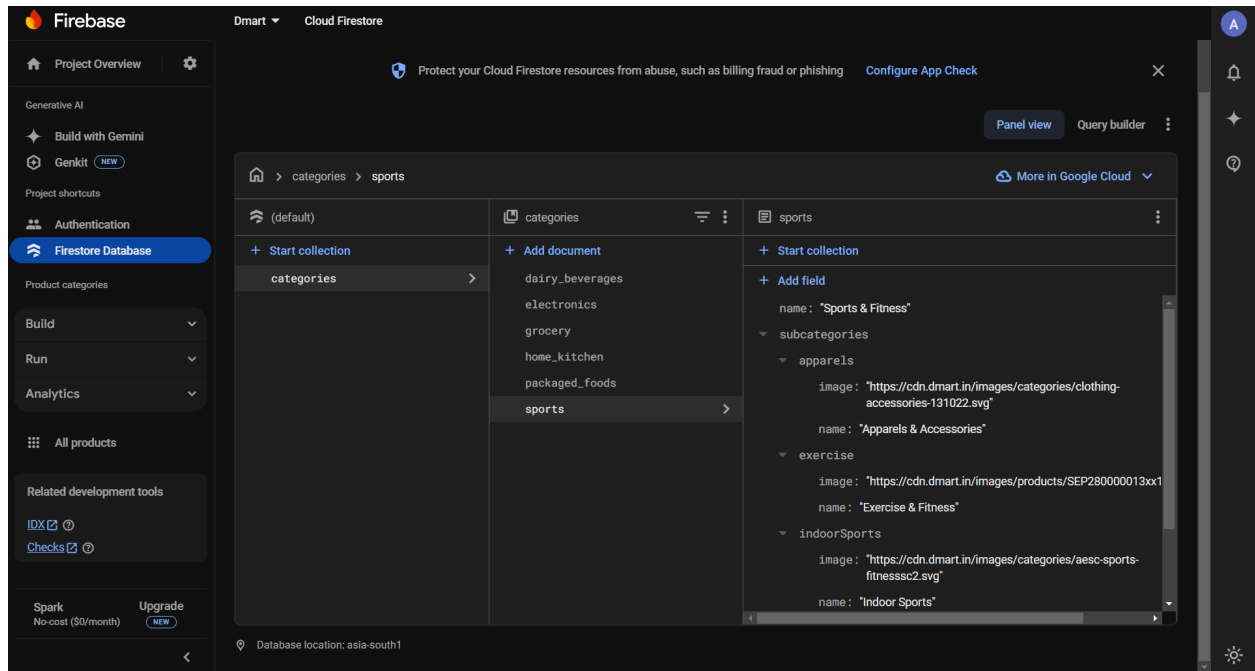 Firebase
Dmart
Cloud Firestore
A
Project Overview
Protect your Cloud Firestore resources from abuse, such as billing fraud or phishing
Configure App Check
Generative AI
Build with Gemini
Genkit
NEW
Panel view
Query builder
Project shortcuts
categories > sports
More in Google Cloud
Authentication
Firestore Database
Product categories
Build
Run
Analytics
All products
Related development tools
IDX
Checks
Spark
No-cost ($0/month)
Upgrade
NEW
(default)
+ Start collection
categories
categories
+ Add document
dairy_beverages
electronics
grocery
home_kitchen
packaged_foods
sports
sports
+ Start collection
+ Add field
name: "Sports & Fitness"
subcategories
apparels
image: "https://cdn.dmart.in/images/categories/clothing-
accessories-131022.svg"
name: "Apparels & Accessories"
exercise
image: "https://cdn.dmart.in/images/products/SEP280000013xx1
name: "Exercise & Fitness"
indoorSports
image: "https://cdn.dmart.in/images/categories/aesc-sports-
fitnesssc2.svg"
name: "Indoor Sports"
Database location: asia-south1